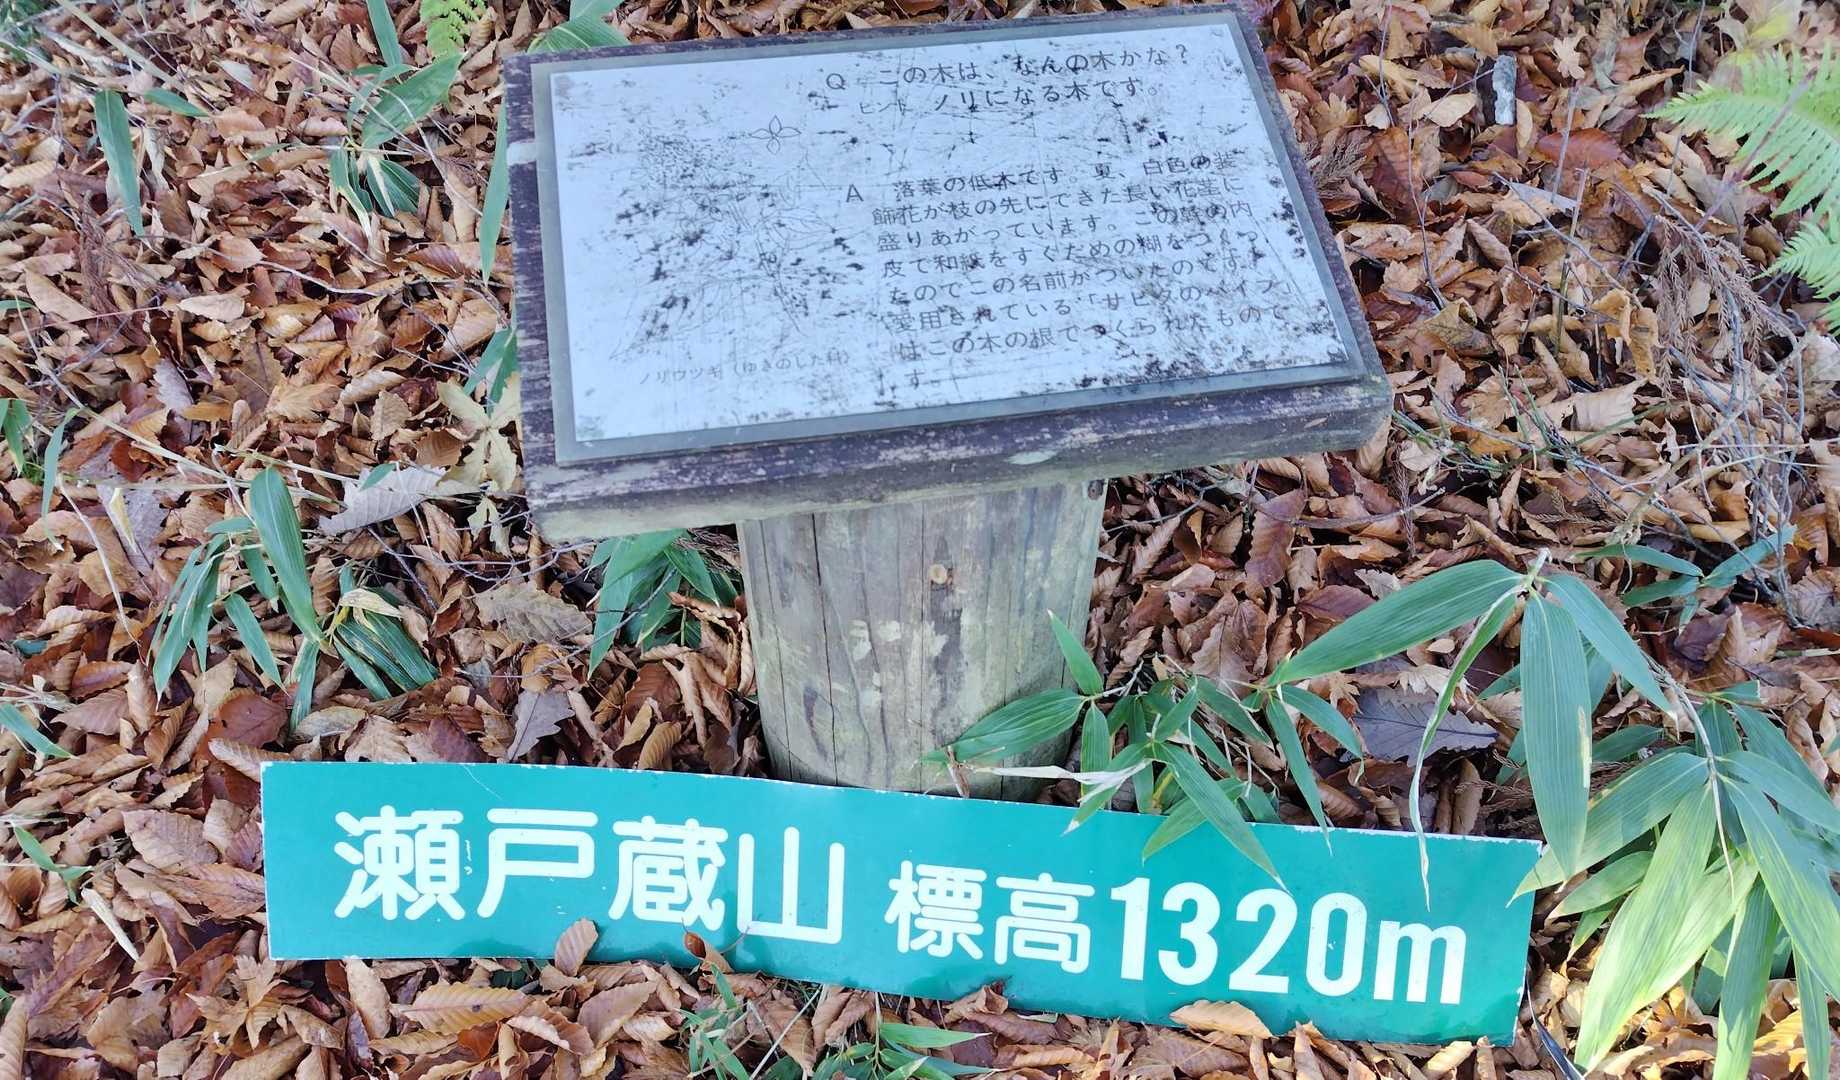 Q この木は、なんの木かな？
ヒント ノリになる木です。
A 落葉の低木です。夏、白色の装
飾花が枝の先にできた長い花茎に
盛りあがっています。この幹の内
皮で和紙をすくための糊をつくっ
たのでこの名前がついたのです。
愛用されている「サビタのパイプ」
はこの木の根でつくられたもので
す。
ノリウツギ（ゆきのした科）
瀬戸蔵山 標高1320m